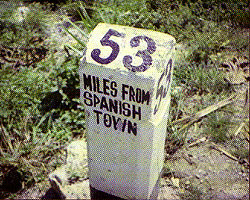 53
MILES FROM
SPANISH
TOWN